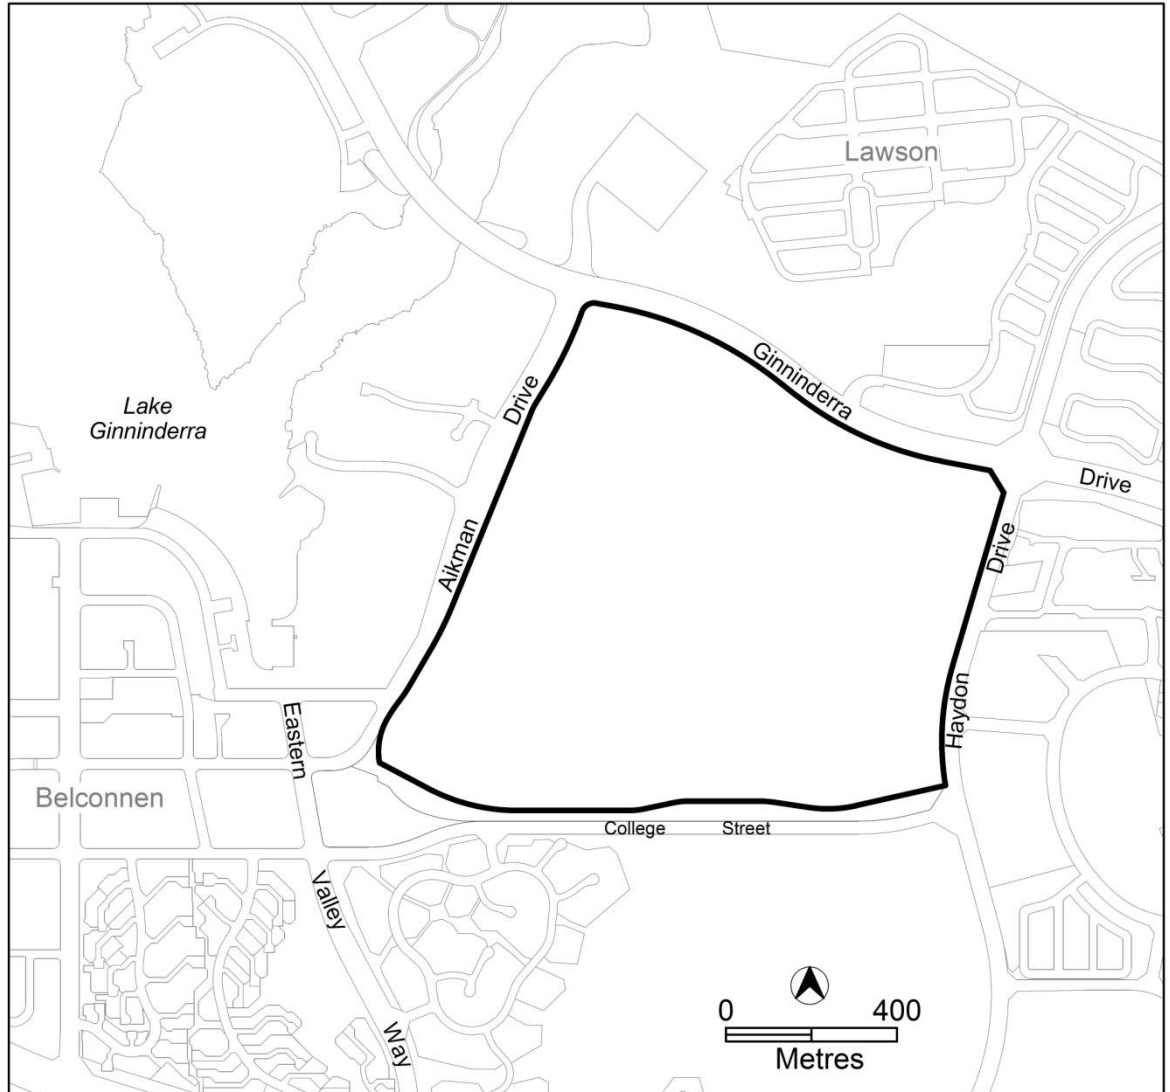 Lawson
Ginninderra
Drive
Lake
Ginninderra
Drive
Aikman
Drive
Haydon
Eastern
Belconnen
College Street
Valley
Way
0 400
Metres